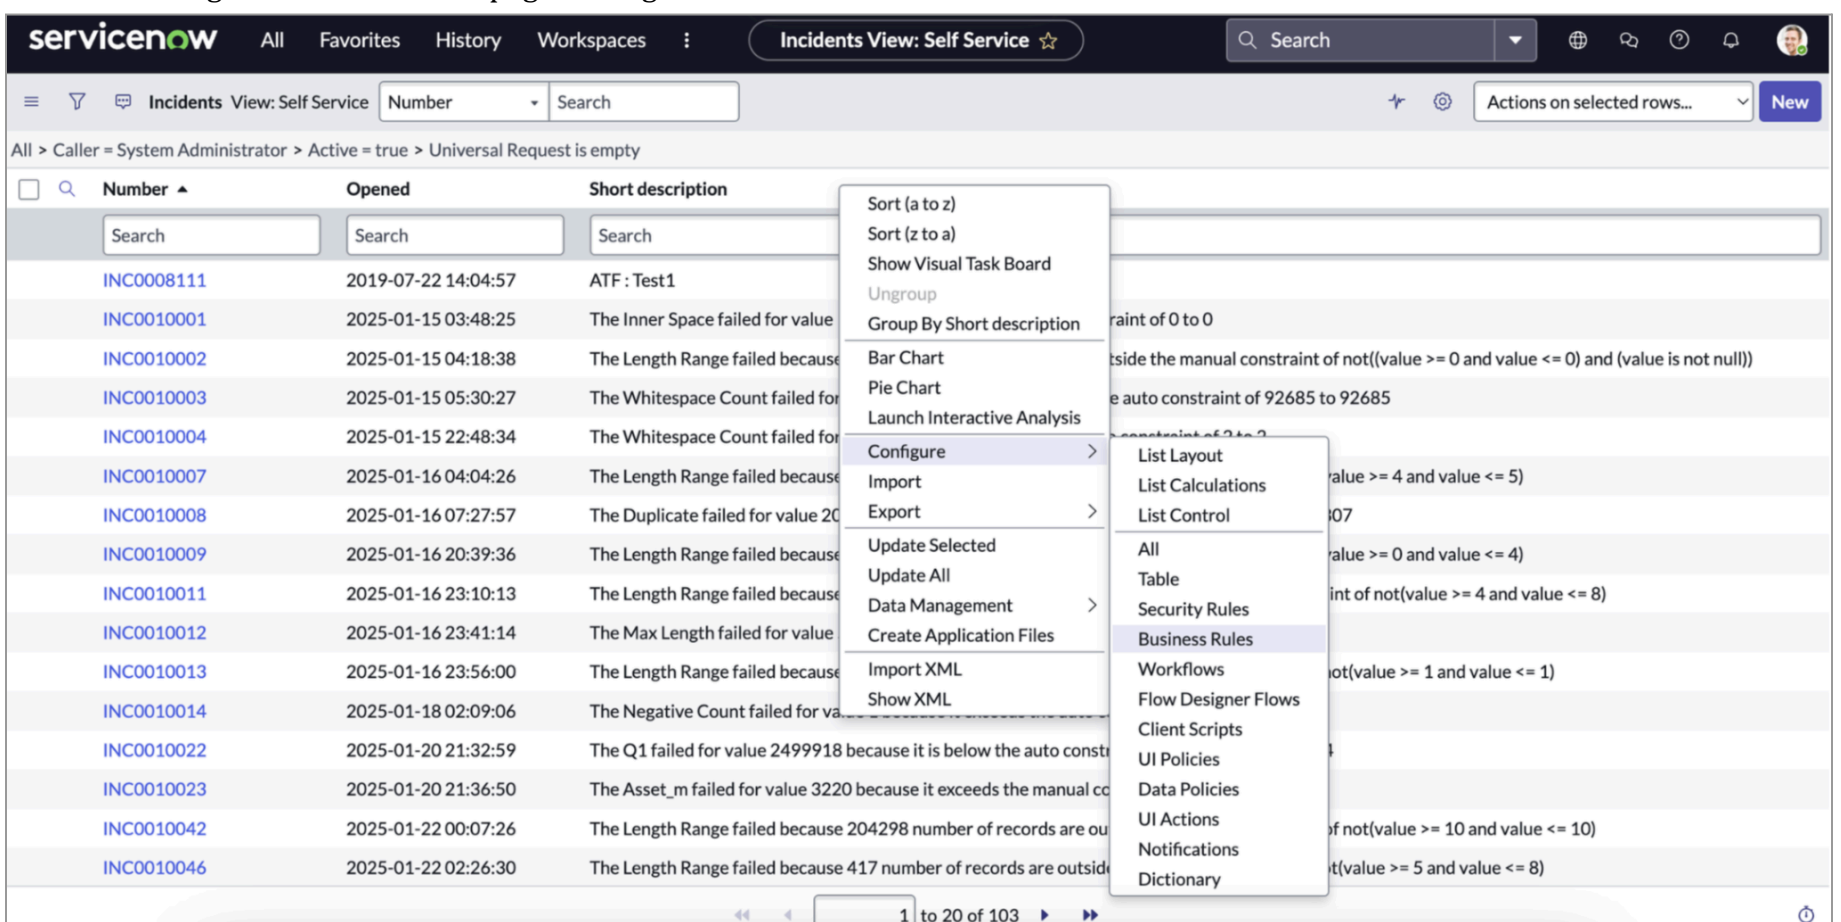 servicenow All Favorites History Workspaces Incidents View: Self Service Search
Incidents View: Self Service Number Search Actions on selected rows... New
All > Caller = System Administrator > Active = true > Universal Request is empty
Number Opened Short description
Search Search Search
INC0008111 2019-07-22 14:04:57 ATF : Test1
INC0010001 2025-01-15 03:48:25 The Inner Space failed for value raint of 0 to 0
INC0010002 2025-01-15 04:18:38 The Length Range failed because tside the manual constraint of not((value >= 0 and value <= 0) and (value is not null))
INC0010003 2025-01-15 05:30:27 The Whitespace Count failed for e auto constraint of 92685 to 92685
INC0010004 2025-01-15 22:48:34 The Whitespace Count failed for
INC0010007 2025-01-16 04:04:26 The Length Range failed because value >= 4 and value <= 5)
INC0010008 2025-01-16 07:27:57 The Duplicate failed for value 20 307
INC0010009 2025-01-16 20:39:36 The Length Range failed because value >= 0 and value <= 4)
INC0010011 2025-01-16 23:10:13 The Length Range failed because int of not(value >= 4 and value <= 8)
INC0010012 2025-01-16 23:41:14 The Max Length failed for value
INC0010013 2025-01-16 23:56:00 The Length Range failed because not(value >= 1 and value <= 1)
INC0010014 2025-01-18 02:09:06 The Negative Count failed for va
INC0010022 2025-01-20 21:32:59 The Q1 failed for value 2499918 because it is below the auto constr
INC0010023 2025-01-20 21:36:50 The Asset_m failed for value 3220 because it exceeds the manual co
INC0010042 2025-01-22 00:07:26 The Length Range failed because 204298 number of records are ou of not(value >= 10 and value <= 10)
INC0010046 2025-01-22 02:26:30 The Length Range failed because 417 number of records are outside t(value >= 5 and value <= 8)
1 to 20 of 103
Sort (a to z)
Sort (z to a)
Show Visual Task Board
Ungroup
Group By Short description
Bar Chart
Pie Chart
Launch Interactive Analysis
Configure
Import
Export
Update Selected
Update All
Data Management
Create Application Files
Import XML
Show XML
List Layout
List Calculations
List Control
All
Table
Security Rules
Business Rules
Workflows
Flow Designer Flows
Client Scripts
UI Policies
Data Policies
UI Actions
Notifications
Dictionary